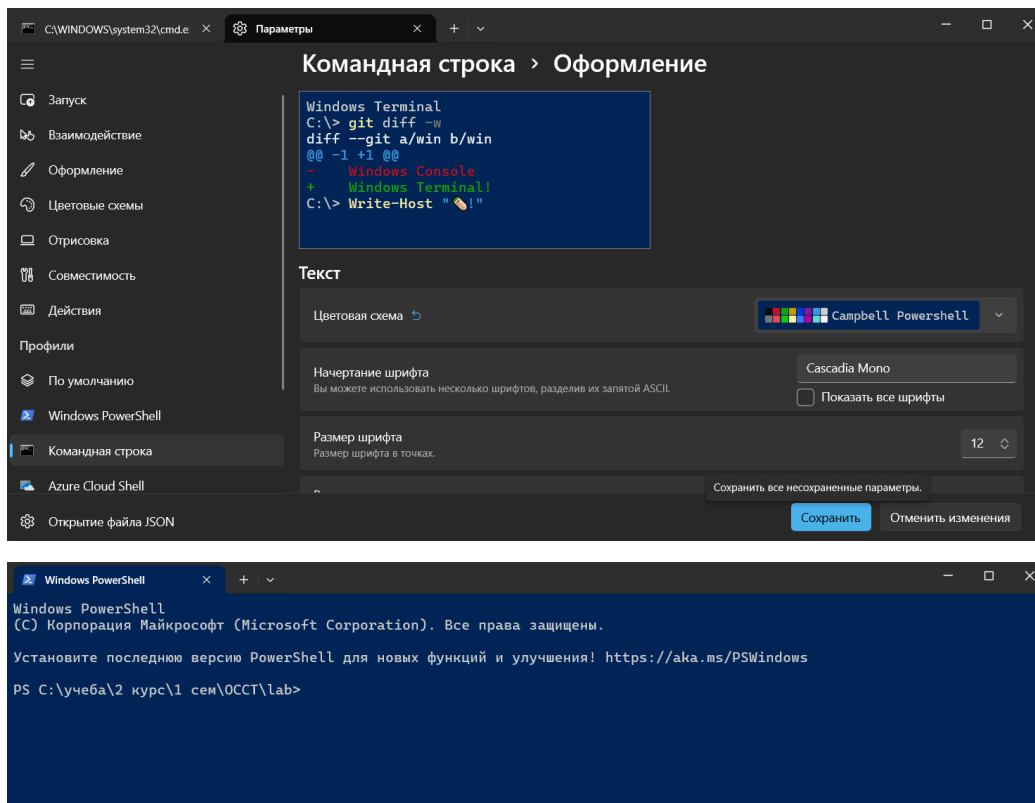 C:\WINDOWS\system32\cmd.e
Параметры
Командная строка > Оформление
Запуск
Взаимодействие
Оформление
Цветовые схемы
Отрисовка
Совместимость
Действия
Профили
По умолчанию
Windows PowerShell
Командная строка
Azure Cloud Shell
Открытие файла JSON
Windows Terminal
C:\> git diff -w
diff --git a/win b/win
@@ -1 +1 @@
-    Windows Console
+    Windows Terminal!
C:\> Write-Host "!"
Текст
Цветовая схема
Campbell Powershell
Начертание шрифта
Вы можете использовать несколько шрифтов, разделив их запятой ASCII.
Cascadia Mono
Показать все шрифты
Размер шрифта
Размер шрифта в точках.
12
Сохранить все несохраненные параметры.
Сохранить
Отменить изменения
Windows PowerShell
Windows PowerShell
(C) Корпорация Майкрософт (Microsoft Corporation). Все права защищены.
Установите последнюю версию PowerShell для новых функций и улучшения! https://aka.ms/PSWindows
PS C:\учеба\2 курс\1 сем\ОССТ\lab>